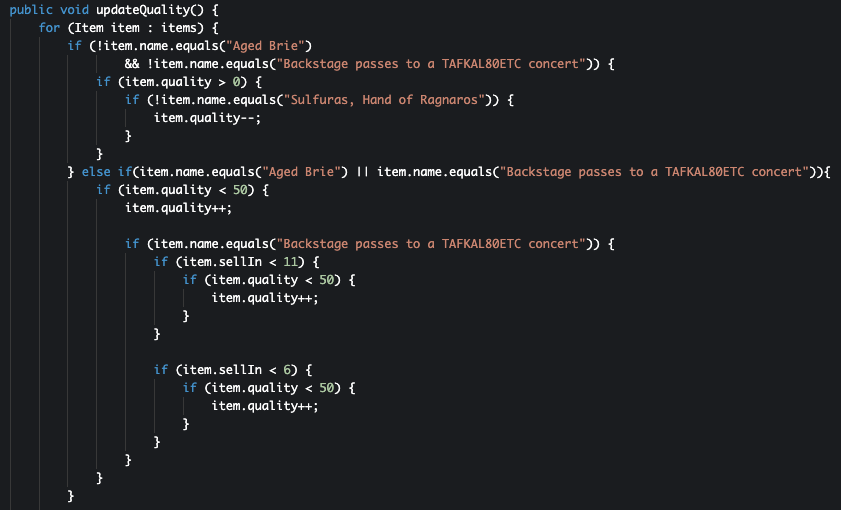 public void updateQuality() {
for (Item item : items) {
if (!item.name.equals("Aged Brie")
&& !item.name.equals("Backstage passes to a TAFKAL80ETC concert")) {
if (item.quality > 0) {
if (!item.name.equals("Sulfuras, Hand of Ragnaros")) {
item.quality--;
}
}
} else if(item.name.equals("Aged Brie") || item.name.equals("Backstage passes to a TAFKAL80ETC concert")){
if (item.quality < 50) {
item.quality++;
if (item.name.equals("Backstage passes to a TAFKAL80ETC concert")) {
if (item.sellIn < 11) {
if (item.quality < 50) {
item.quality++;
}
}
if (item.sellIn < 6) {
if (item.quality < 50) {
item.quality++;
}
}
}
}
}